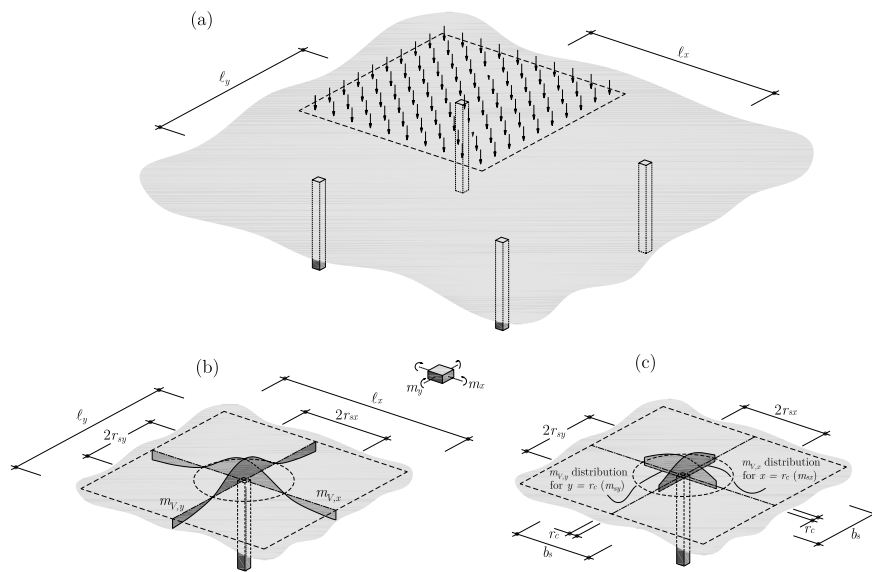 (a)
ℓy
ℓx
(b)
ℓy
2rsy
my
mx
ℓx
2rsx
mV,y
mV,x
(c)
2rsy
2rsx
mV,y distribution
for y = rc (msy)
mV,x distribution
for x = rc (msx)
rc
bs
rc
bs